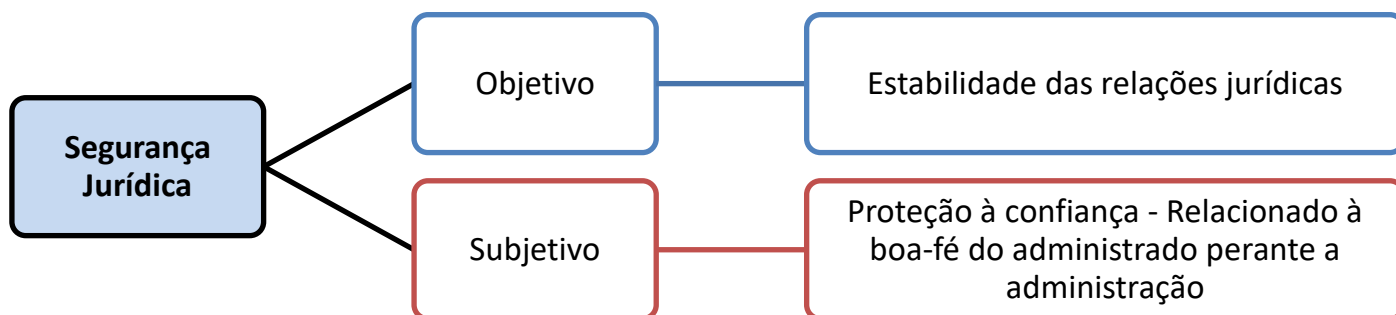 Segurança
Jurídica
Objetivo
Estabilidade das relações jurídicas
Subjetivo
Proteção à confiança - Relacionado à
boa-fé do administrado perante a
administração